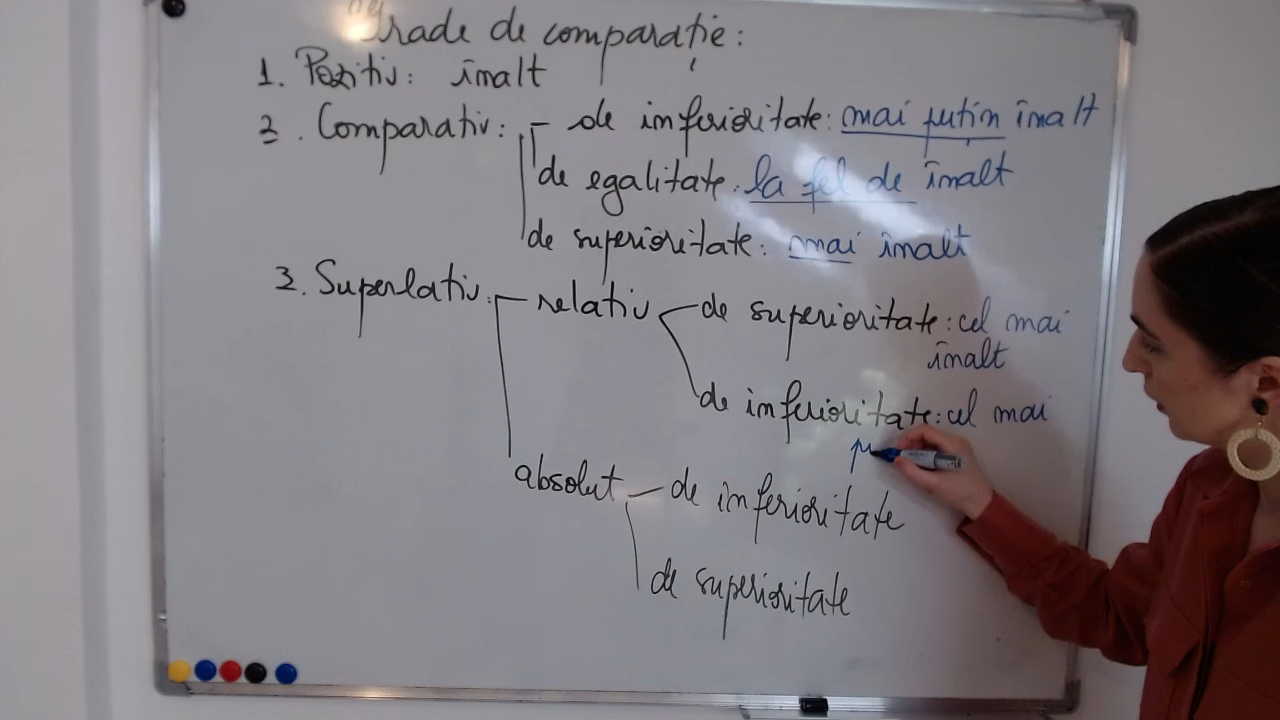 Grade de comparație:
1. Pozitiv: înalt
2. Comparativ: - de inferioritate: mai puțin înalt
de egalitate: la fel de înalt
de superioritate: mai înalt
3. Superlativ: - relativ - de superioritate: cel mai
înalt
de inferioritate: cel mai
pu
absolut - de inferioritate
de superioritate